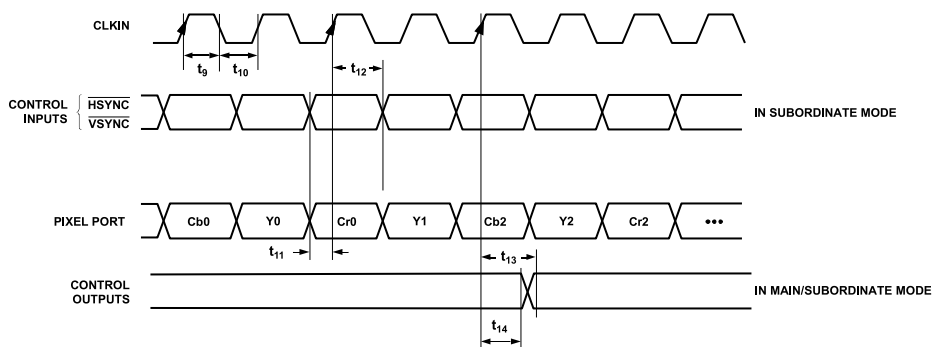 CLKIN
t9
t10
t12
CONTROL
INPUTS
HSYNC
VSYNC
IN SUBORDINATE MODE
PIXEL PORT
Cb0
Y0
Cr0
Y1
Cb2
Y2
Cr2
•••
t11
t13
CONTROL
OUTPUTS
IN MAIN/SUBORDINATE MODE
t14